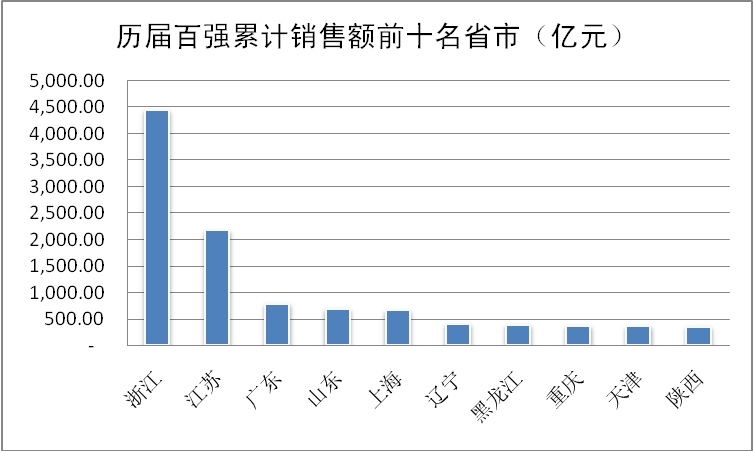 历届百强累计销售额前十名省市（亿元）
5,000.00
4,500.00
4,000.00
3,500.00
3,000.00
2,500.00
2,000.00
1,500.00
1,000.00
500.00
-
浙江
江苏
广东
山东
上海
辽宁
黑龙江
重庆
天津
陕西